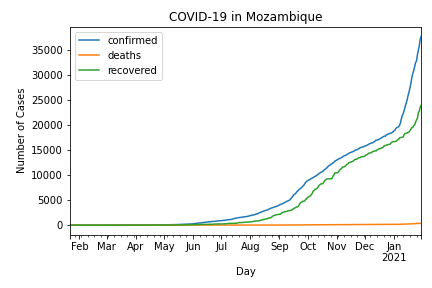 COVID-19 in Mozambique
confirmed
deaths
recovered
Number of Cases
35000
30000
25000
20000
15000
10000
5000
0
Feb Mar Apr May Jun Jul Aug Sep Oct Nov Dec Jan
2021
Day